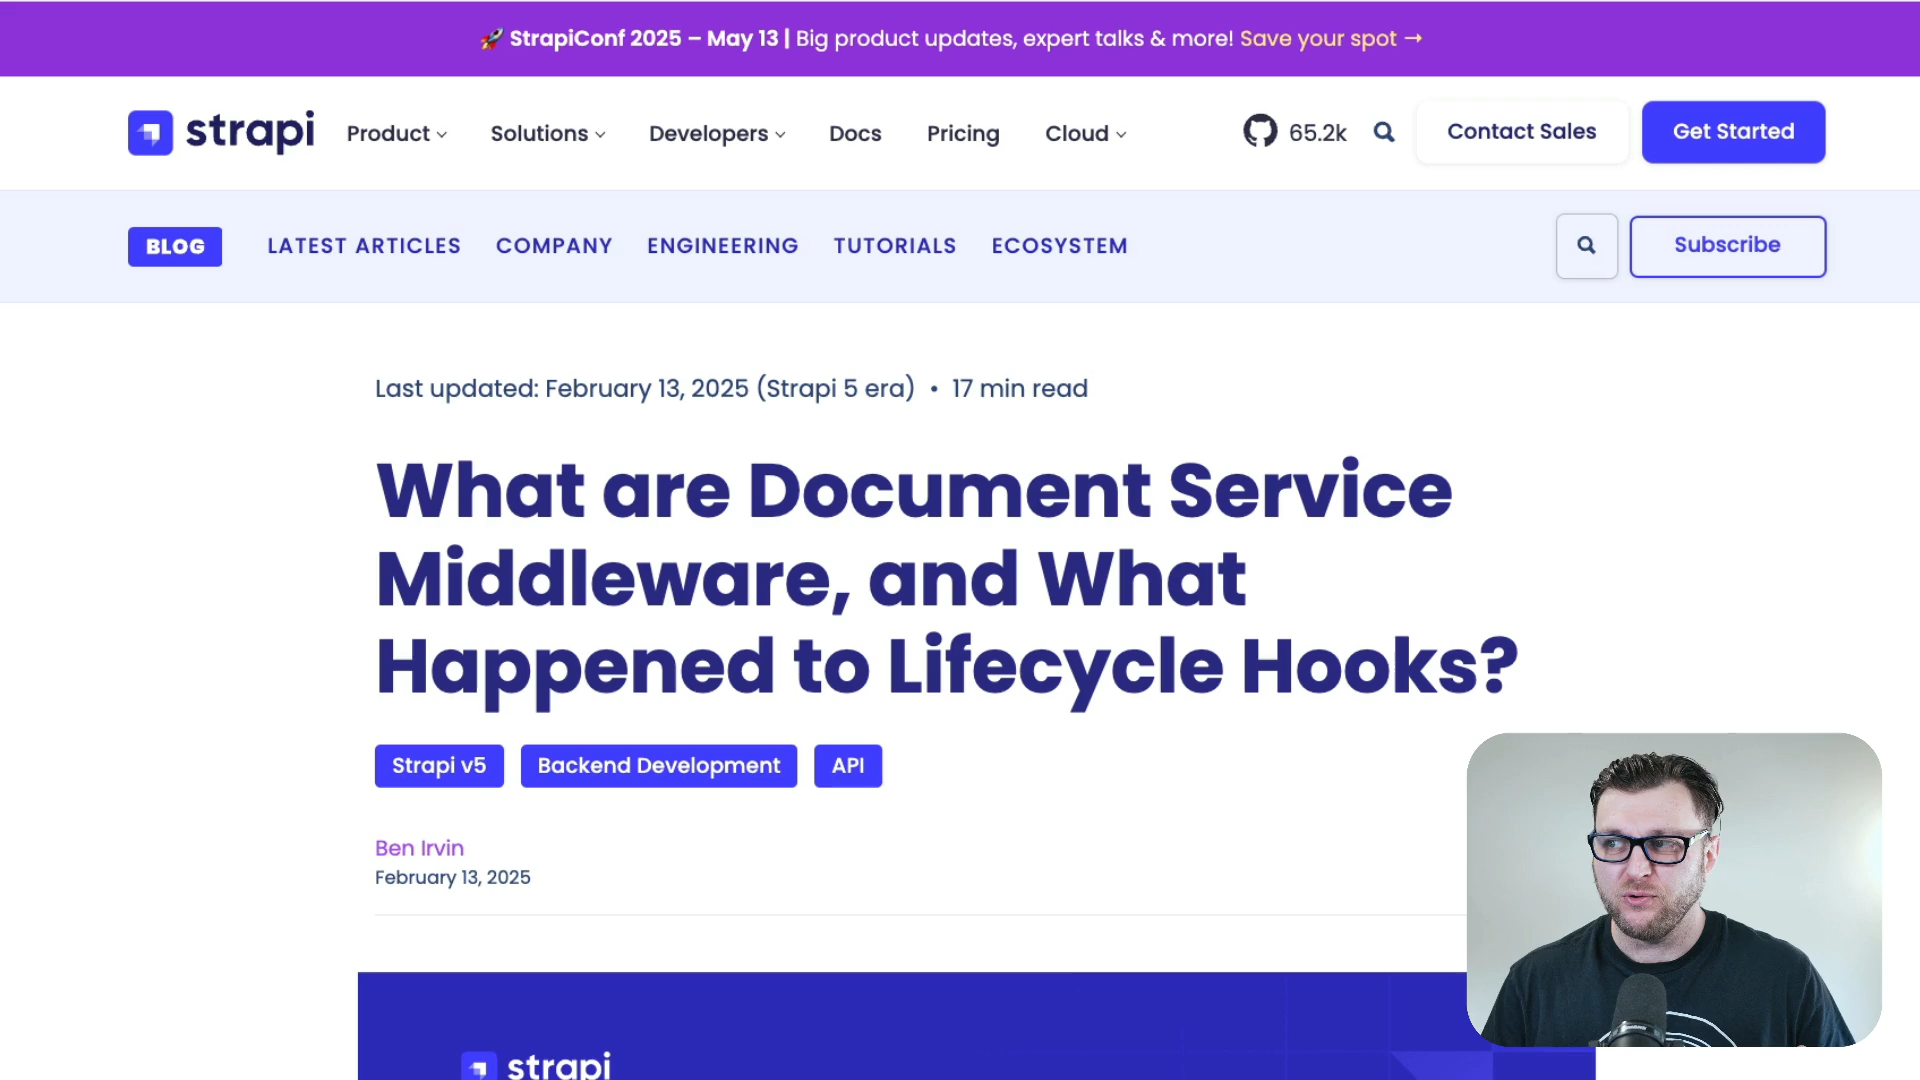 🚀 StrapiConf 2025 – May 13 | Big product updates, expert talks & more! Save your spot →
strapi Product Solutions Developers Docs Pricing Cloud 65.2k Contact Sales Get Started
BLOG LATEST ARTICLES COMPANY ENGINEERING TUTORIALS ECOSYSTEM Subscribe
Last updated: February 13, 2025 (Strapi 5 era) • 17 min read
What are Document Service
Middleware, and What
Happened to Lifecycle Hooks?
Strapi v5 Backend Development API
Ben Irvin
February 13, 2025
strapi